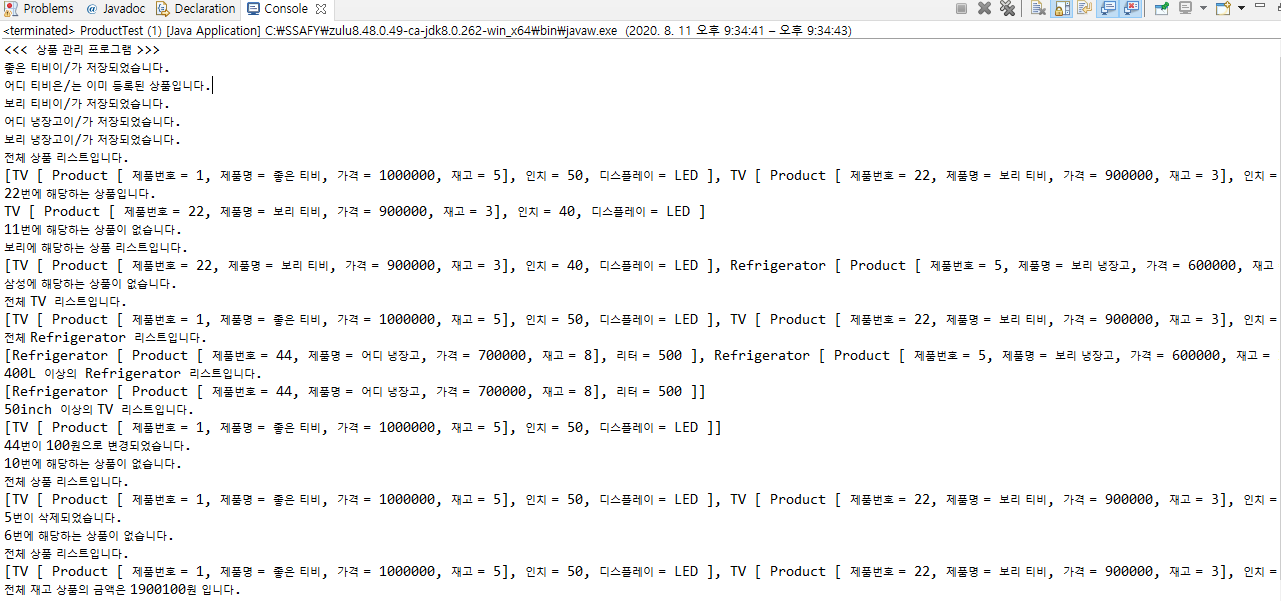 Problems @ Javadoc Declaration Console
<terminated> ProductTest (1) [Java Application] C:₩SSAFY₩zulu8.48.0.49-ca-jdk8.0.262-win_x64₩bin₩javaw.exe (2020. 8. 11 오후 9:34:41 – 오후 9:34:43)
<<< 상품 관리 프로그램 >>>
좋은 티비이/가 저장되었습니다.
어디 티비은/는 이미 등록된 상품입니다.
보리 티비이/가 저장되었습니다.
어디 냉장고이/가 저장되었습니다.
보리 냉장고이/가 저장되었습니다.
전체 상품 리스트입니다.
[TV [ Product [ 제품번호 = 1, 제품명 = 좋은 티비, 가격 = 1000000, 재고 = 5], 인치 = 50, 디스플레이 = LED ], TV [ Product [ 제품번호 = 22, 제품명 = 보리 티비, 가격 = 900000, 재고 = 3], 인치 =
22번에 해당하는 상품입니다.
TV [ Product [ 제품번호 = 22, 제품명 = 보리 티비, 가격 = 900000, 재고 = 3], 인치 = 40, 디스플레이 = LED ]
11번에 해당하는 상품이 없습니다.
보리에 해당하는 상품 리스트입니다.
[TV [ Product [ 제품번호 = 22, 제품명 = 보리 티비, 가격 = 900000, 재고 = 3], 인치 = 40, 디스플레이 = LED ], Refrigerator [ Product [ 제품번호 = 5, 제품명 = 보리 냉장고, 가격 = 600000, 재고
삼성에 해당하는 상품이 없습니다.
전체 TV 리스트입니다.
[TV [ Product [ 제품번호 = 1, 제품명 = 좋은 티비, 가격 = 1000000, 재고 = 5], 인치 = 50, 디스플레이 = LED ], TV [ Product [ 제품번호 = 22, 제품명 = 보리 티비, 가격 = 900000, 재고 = 3], 인치 =
전체 Refrigerator 리스트입니다.
[Refrigerator [ Product [ 제품번호 = 44, 제품명 = 어디 냉장고, 가격 = 700000, 재고 = 8], 리터 = 500 ], Refrigerator [ Product [ 제품번호 = 5, 제품명 = 보리 냉장고, 가격 = 600000, 재고 =
400L 이상의 Refrigerator 리스트입니다.
[Refrigerator [ Product [ 제품번호 = 44, 제품명 = 어디 냉장고, 가격 = 700000, 재고 = 8], 리터 = 500 ]]
50inch 이상의 TV 리스트입니다.
[TV [ Product [ 제품번호 = 1, 제품명 = 좋은 티비, 가격 = 1000000, 재고 = 5], 인치 = 50, 디스플레이 = LED ]]
44번이 100원으로 변경되었습니다.
10번에 해당하는 상품이 없습니다.
전체 상품 리스트입니다.
[TV [ Product [ 제품번호 = 1, 제품명 = 좋은 티비, 가격 = 1000000, 재고 = 5], 인치 = 50, 디스플레이 = LED ], TV [ Product [ 제품번호 = 22, 제품명 = 보리 티비, 가격 = 900000, 재고 = 3], 인치 =
5번이 삭제되었습니다.
6번에 해당하는 상품이 없습니다.
전체 상품 리스트입니다.
[TV [ Product [ 제품번호 = 1, 제품명 = 좋은 티비, 가격 = 1000000, 재고 = 5], 인치 = 50, 디스플레이 = LED ], TV [ Product [ 제품번호 = 22, 제품명 = 보리 티비, 가격 = 900000, 재고 = 3], 인치 =
전체 재고 상품의 금액은 1900100원 입니다.